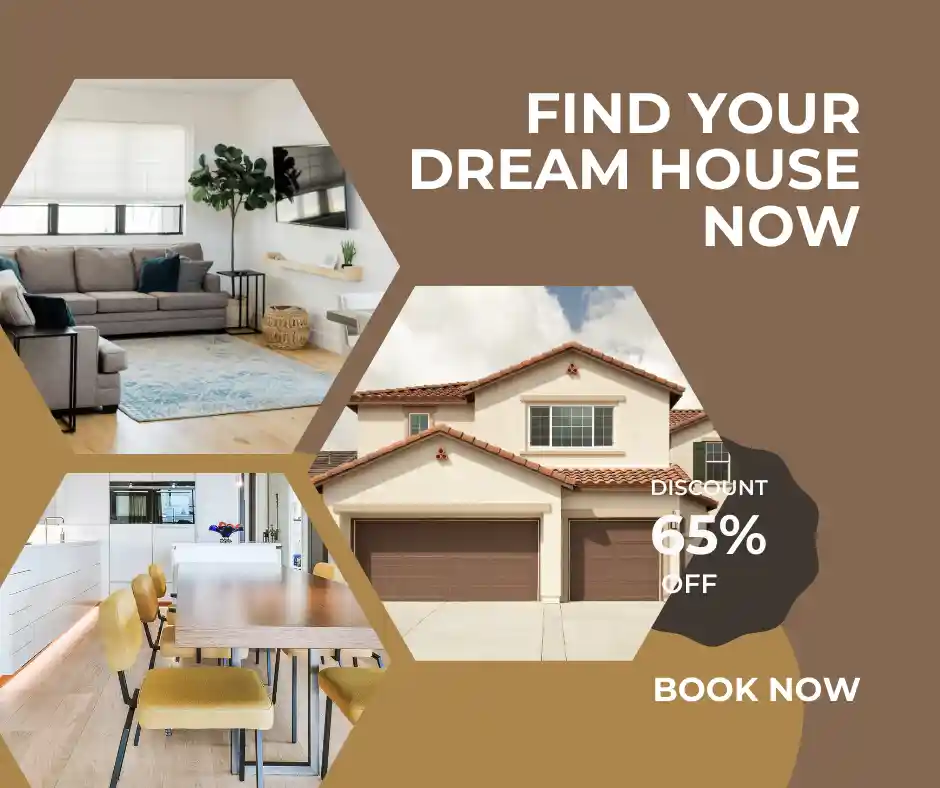 FIND YOUR
DREAM HOUSE
NOW
DISCOUNT
65%
OFF
BOOK NOW